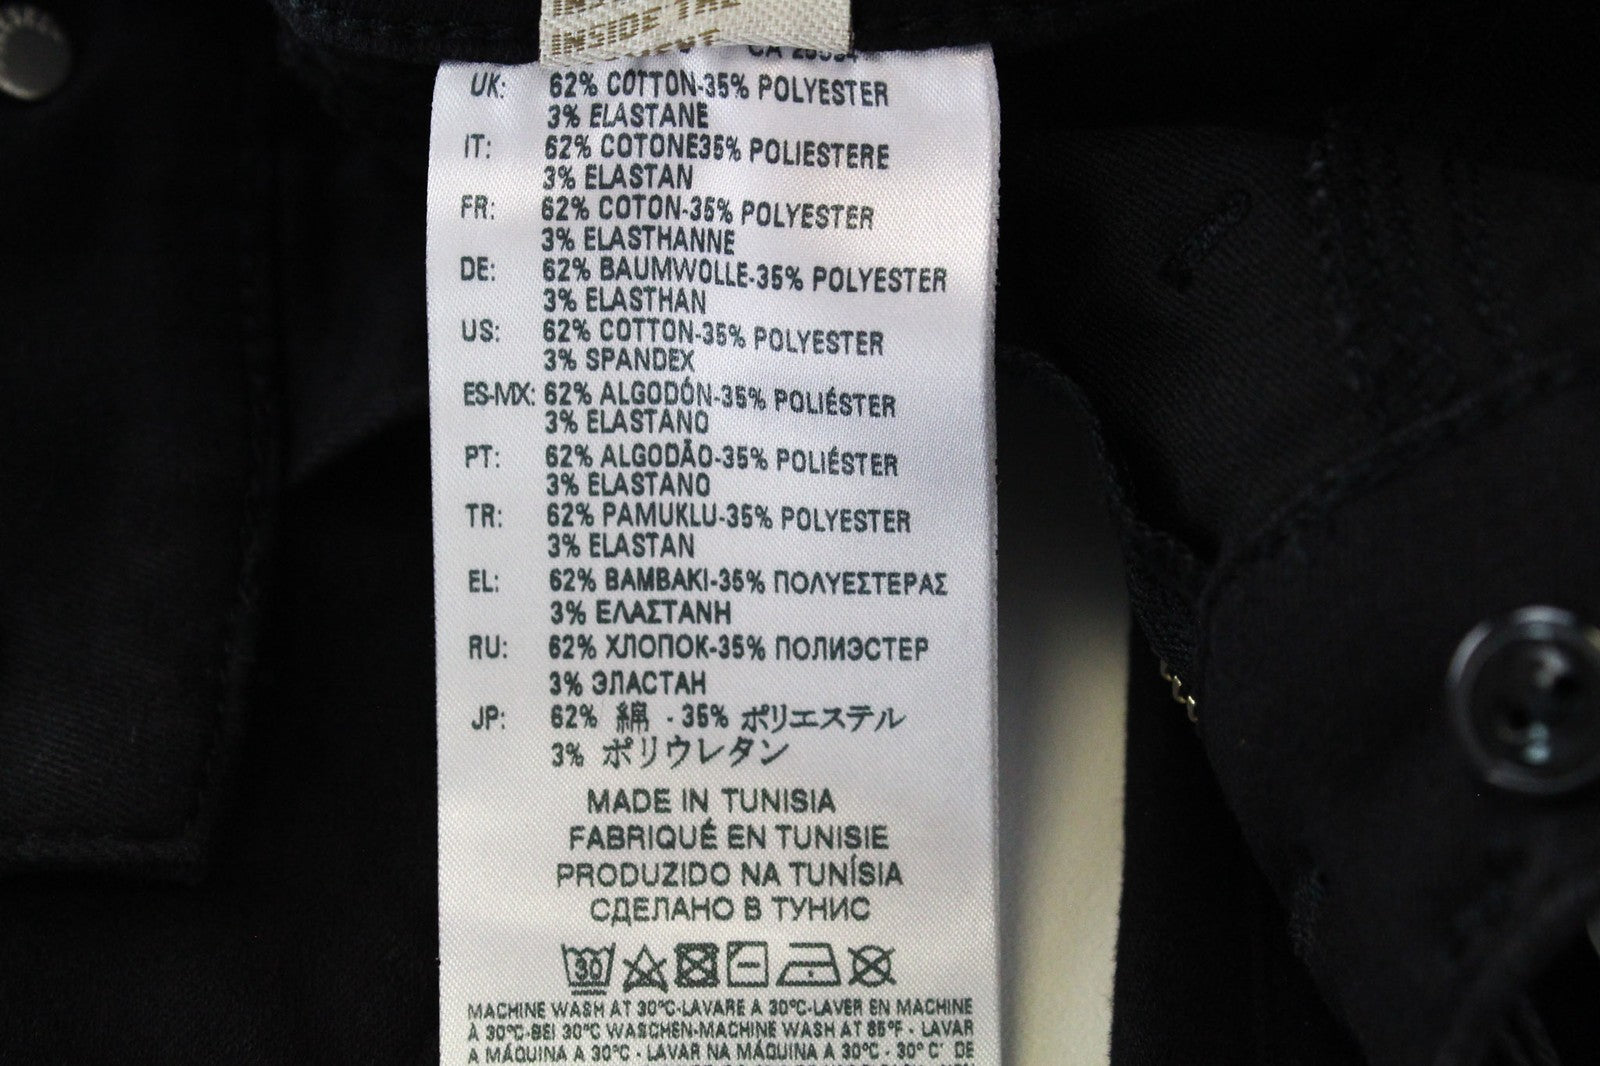 INSIDE THE
CA
UK: 62% COTTON-35% POLYESTER
3% ELASTANE
IT: 62% COTONE35% POLIESTERE
3% ELASTAN
FR: 62% COTON-35% POLYESTER
3% ELASTHANNE
DE: 62% BAUMWOLLE-35% POLYESTER
3% ELASTHAN
US: 62% COTTON-35% POLYESTER
3% SPANDEX
ES-MX: 62% ALGODÓN-35% POLIÉSTER
3% ELASTANO
PT: 62% ALGODÃO-35% POLIÉSTER
3% ELASTANO
TR: 62% PAMUKLU-35% POLYESTER
3% ELASTAN
EL: 62% ΒΑΜΒΑΚΙ-35% ΠΟΛΥΕΣΤΕΡΑΣ
3% ΕΛΑΣΤΑΝΗ
RU: 62% ХЛОПОК-35% ПОЛИЭСТЕР
3% ЭЛАСТАН
JP: 62% 綿 - 35% ポリエステル
3% ポリウレタン
MADE IN TUNISIA
FABRIQUÉ EN TUNISIE
PRODUZIDO NA TUNÍSIA
СДЕЛАНО В ТУНИС
30
MACHINE WASH AT 30°C-LAVARE A 30°C-LAVER EN MACHINE
À 30°C-BEI 30°C WASCHEN-MACHINE WASH AT 85°F - LAVAR
A MÁQUINA A 30°C - LAVAR NA MÁQUINA A 30°C - 30° C' DE